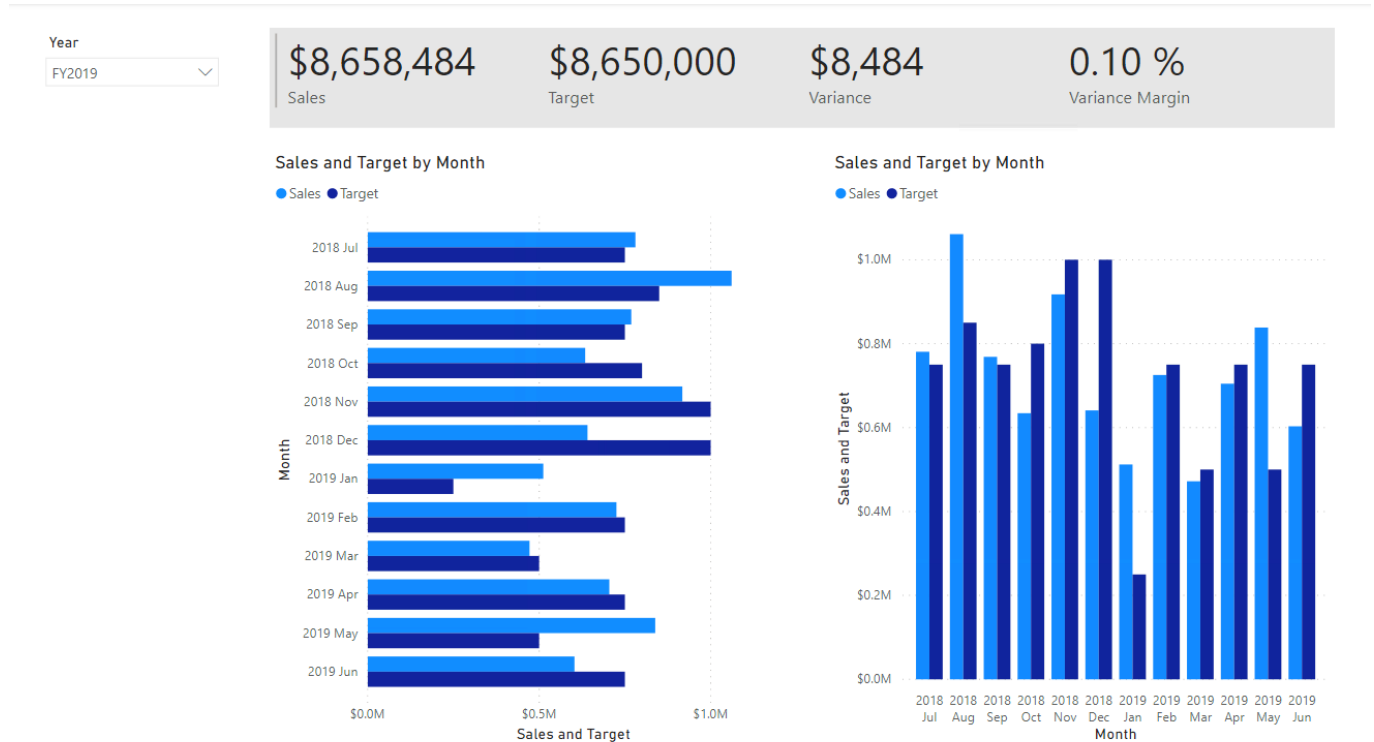 Year
FY2019
$8,658,484
Sales
$8,650,000
Target
$8,484
Variance
0.10 %
Variance Margin
Sales and Target by Month
Sales Target
2018 Jul
2018 Aug
2018 Sep
2018 Oct
2018 Nov
2018 Dec
2019 Jan
2019 Feb
2019 Mar
2019 Apr
2019 May
2019 Jun
Month
$0.0M $0.5M $1.0M
Sales and Target
Sales and Target by Month
Sales Target
$1.0M
$0.8M
$0.6M
$0.4M
$0.2M
$0.0M
Sales and Target
2018 2018 2018 2018 2018 2018 2019 2019 2019 2019 2019 2019
Jul Aug Sep Oct Nov Dec Jan Feb Mar Apr May Jun
Month